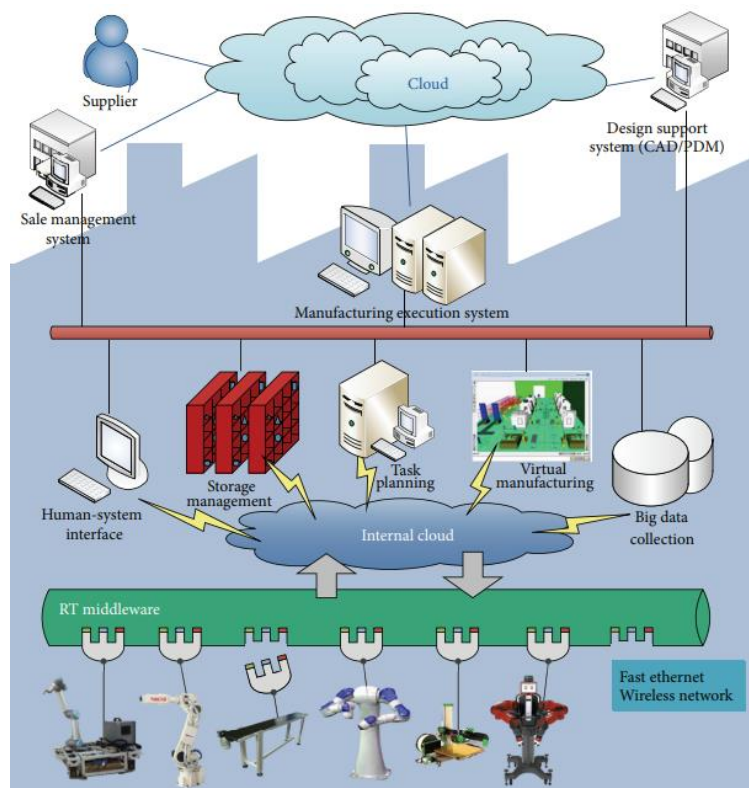 Cloud
Supplier
Design support
system (CAD/PDM)
Sale management
system
Manufacturing execution system
Storage
management
Task
planning
Virtual
manufacturing
Human-system
interface
Internal cloud
Big data
collection
RT middleware
Fast ethernet
Wireless network